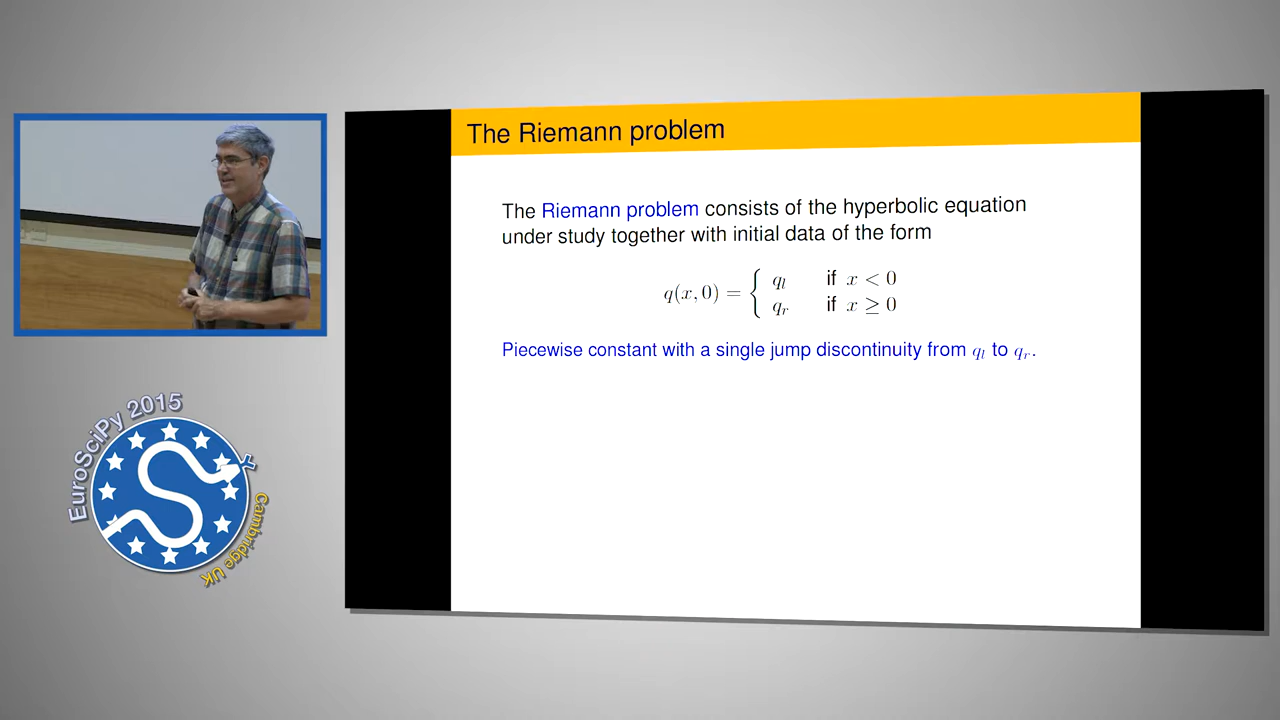 The Riemann problem
The Riemann problem consists of the hyperbolic equation
under study together with initial data of the form
q(x, 0) = { q_l if x < 0
q_r if x ≥ 0
Piecewise constant with a single jump discontinuity from q_l to q_r.
EuroSciPy 2015
Cambridge UK